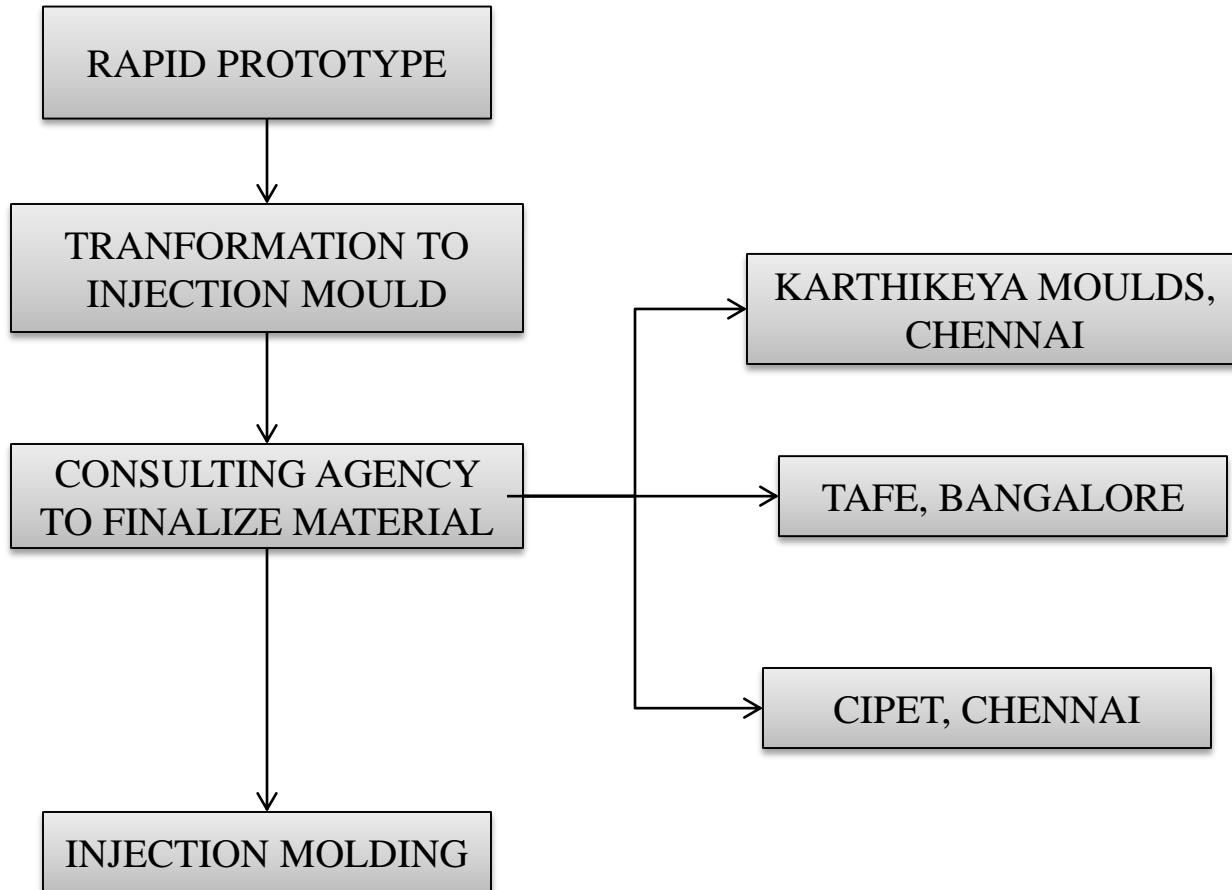 RAPID PROTOTYPE
TRANFORMATION TO
INJECTION MOULD
CONSULTING AGENCY
TO FINALIZE MATERIAL
KARTHIKEYA MOULDS,
CHENNAI
TAFE, BANGALORE
CIPET, CHENNAI
INJECTION MOLDING